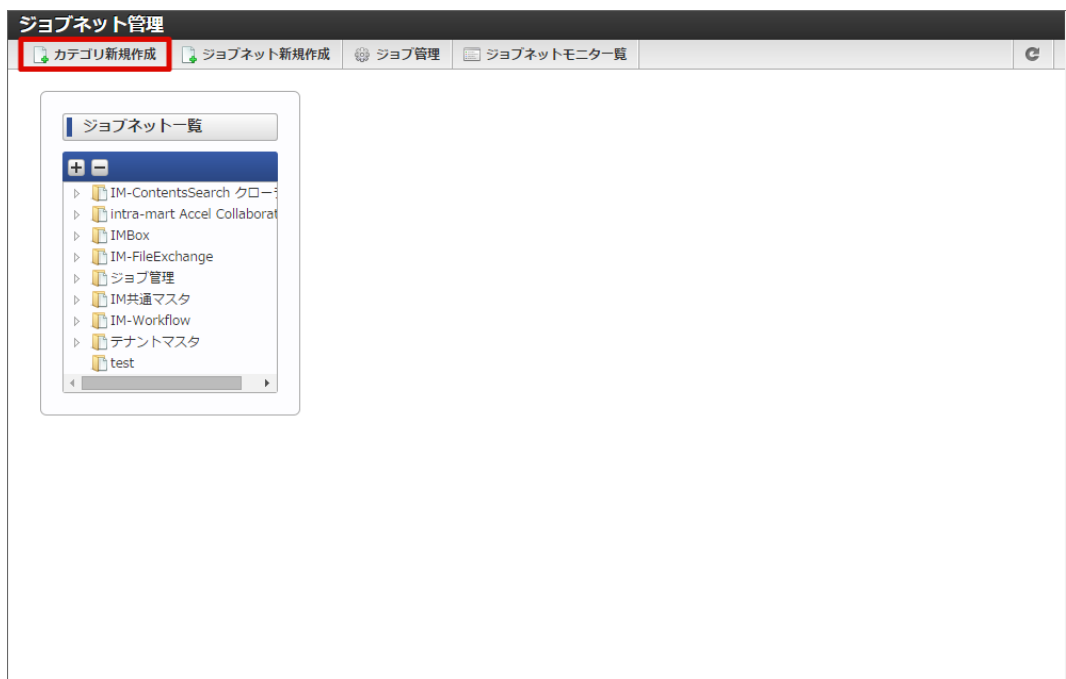 ジョブネット管理
カテゴリ新規作成 ジョブネット新規作成 ジョブ管理 ジョブネットモニター覧
ジョブネット一覧
IM-ContentsSearch クロー
intra-mart Accel Collaborat
IMBox
IM-FileExchange
ジョブ管理
IM共通マスタ
IM-Workflow
テナントマスタ
test